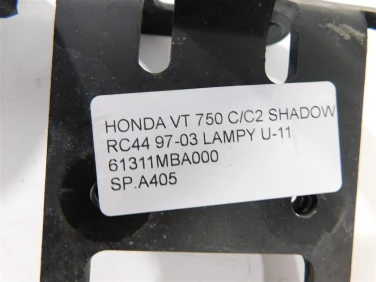 HONDA VT 750 C/C2 SHADOW
RC44 97-03 LAMPY U-11
61311MBA000
SP.A405